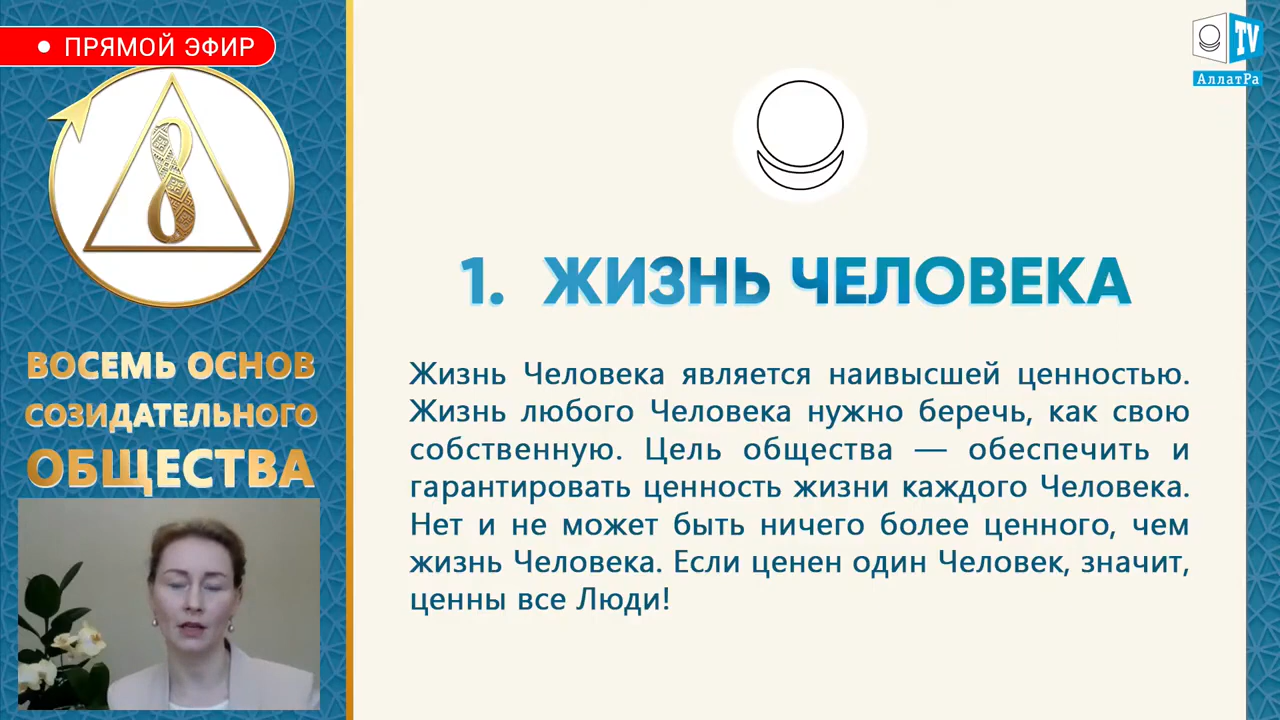 ПРЯМОЙ ЭФИР
TV
АллатРа
ВОСЕМЬ ОСНОВ
СОЗИДАТЕЛЬНОГО
ОБЩЕСТВА
1. ЖИЗНЬ ЧЕЛОВЕКА
Жизнь Человека является наивысшей ценностью.
Жизнь любого Человека нужно беречь, как свою
собственную. Цель общества — обеспечить и
гарантировать ценность жизни каждого Человека.
Нет и не может быть ничего более ценного, чем
жизнь Человека. Если ценен один Человек, значит,
ценны все Люди!